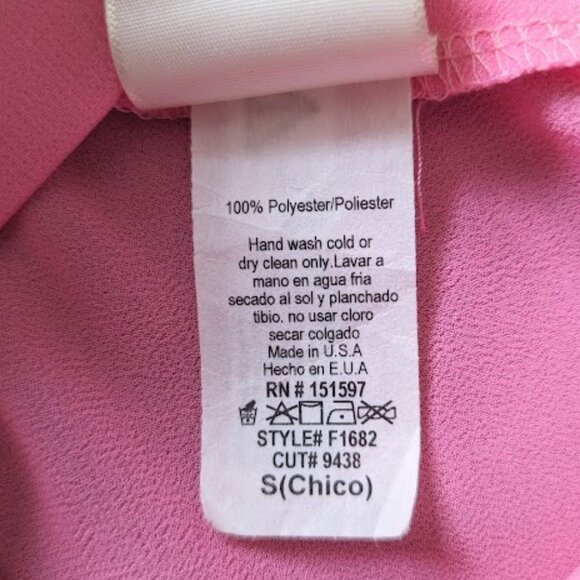 100% Polyester/Poliester
Hand wash cold or
dry clean only.Lavar a
mano en agua fria
secado al sol y planchado
tibio. no usar cloro
secar colgado
Made in U.S.A
Hecho en E.U.A
RN # 151597
STYLE# F1682
CUT# 9438
S(Chico)